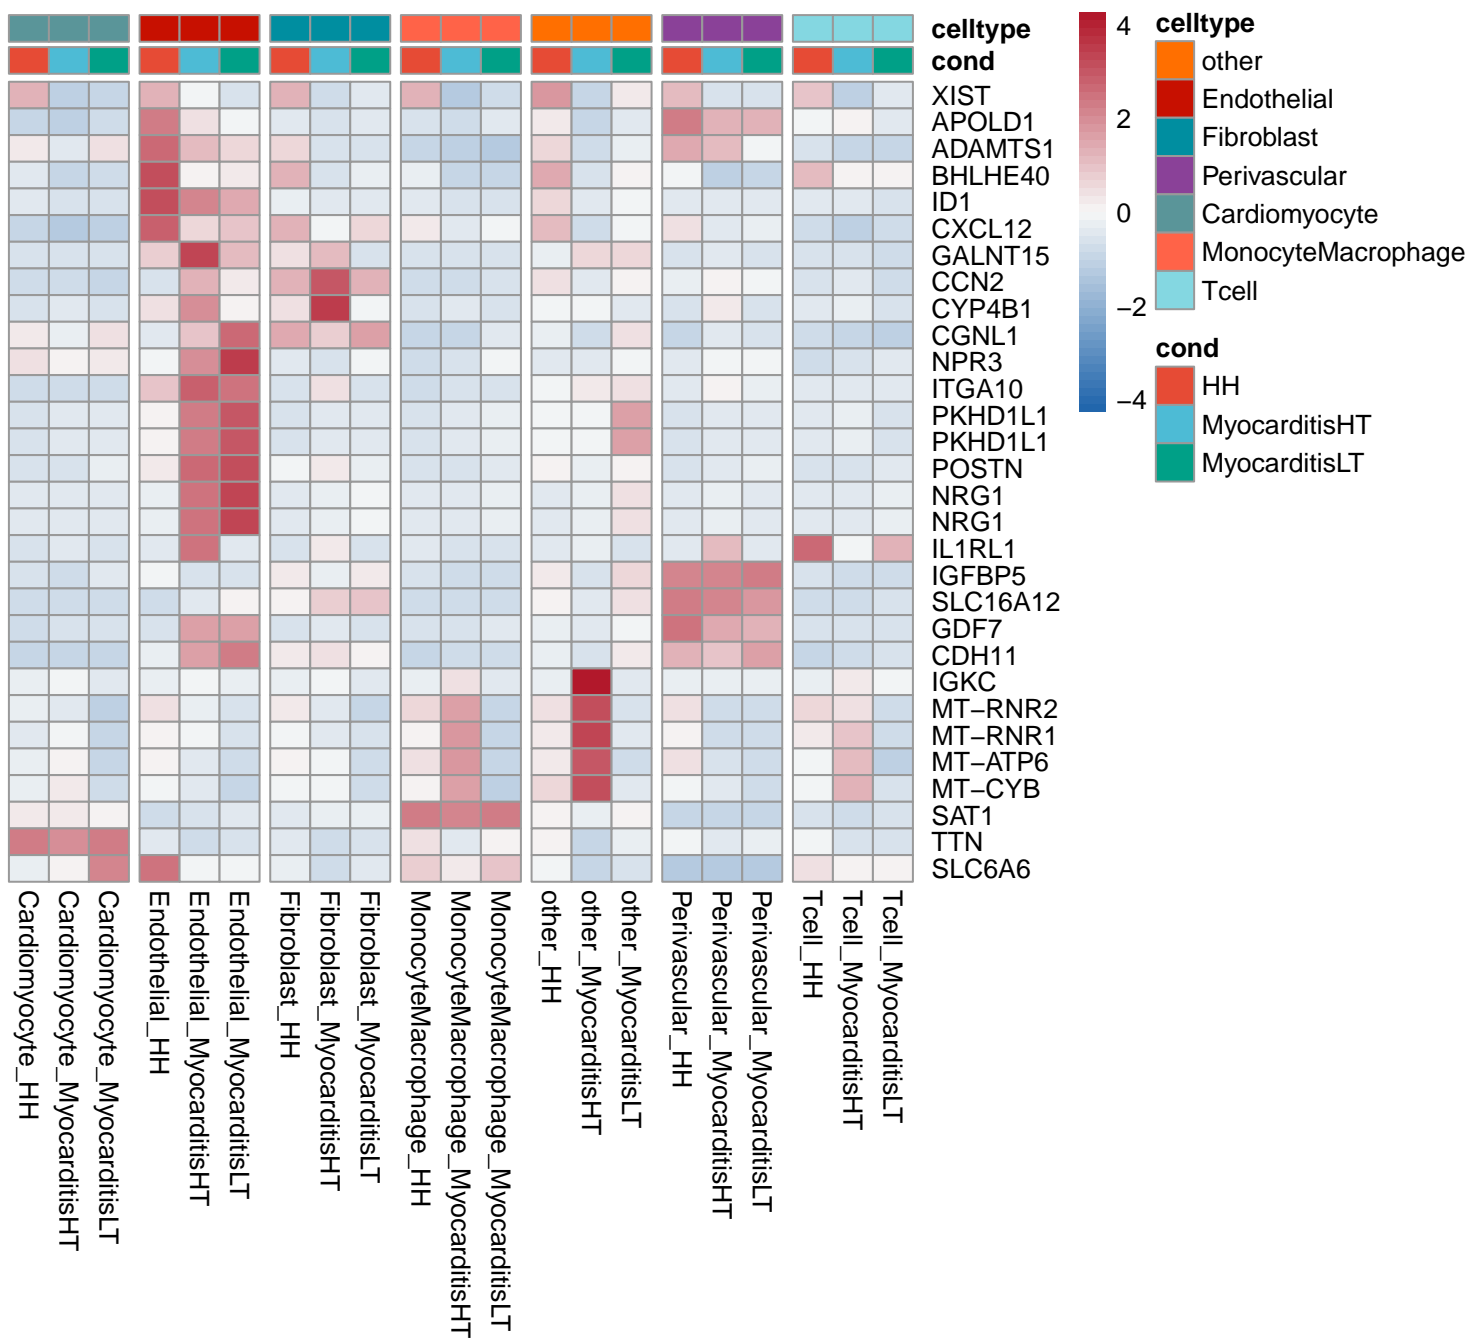 celltype
cond
XIST
APOLD1
ADAMTS1
BHLHE40
ID1
CXCL12
GALNT15
CCN2
CYP4B1
CGNL1
NPR3
ITGA10
PKHD1L1
PKHD1L1
POSTN
NRG1
NRG1
IL1RL1
IGFBP5
SLC16A12
GDF7
CDH11
IGKC
MT−RNR2
MT−RNR1
MT−ATP6
MT−CYB
SAT1
TTN
SLC6A6
Cardiomyocyte_HH
Cardiomyocyte_MyocarditisHT
Cardiomyocyte_MyocarditisLT
Endothelial_HH
Endothelial_MyocarditisHT
Endothelial_MyocarditisLT
Fibroblast_HH
Fibroblast_MyocarditisHT
Fibroblast_MyocarditisLT
MonocyteMacrophage_HH
MonocyteMacrophage_MyocarditisHT
MonocyteMacrophage_MyocarditisLT
other_HH
other_MyocarditisHT
other_MyocarditisLT
Perivascular_HH
Perivascular_MyocarditisHT
Perivascular_MyocarditisLT
Tcell_HH
Tcell_MyocarditisHT
Tcell_MyocarditisLT
4
2
0
−2
−4
celltype
other
Endothelial
Fibroblast
Perivascular
Cardiomyocyte
MonocyteMacrophage
Tcell
cond
HH
MyocarditisHT
MyocarditisLT